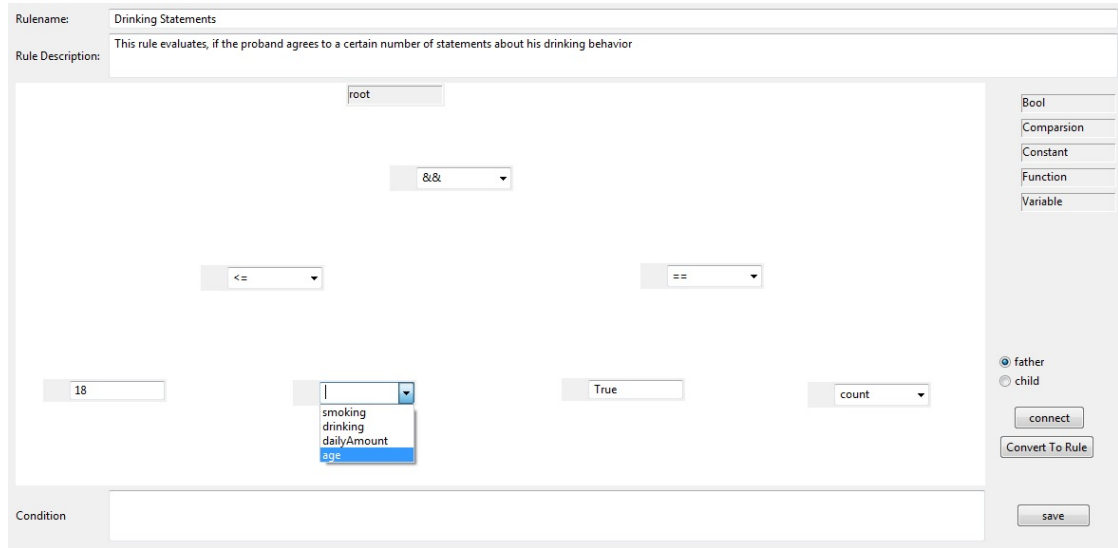 Rulename: Drinking Statements
Rule Description: This rule evaluates, if the proband agrees to a certain number of statements about his drinking behavior
root
Bool
Comparsion
Constant
Function
Variable
&&
<=
==
18
True
count
smoking
drinking
dailyAmount
age
father
child
connect
Convert To Rule
Condition
save